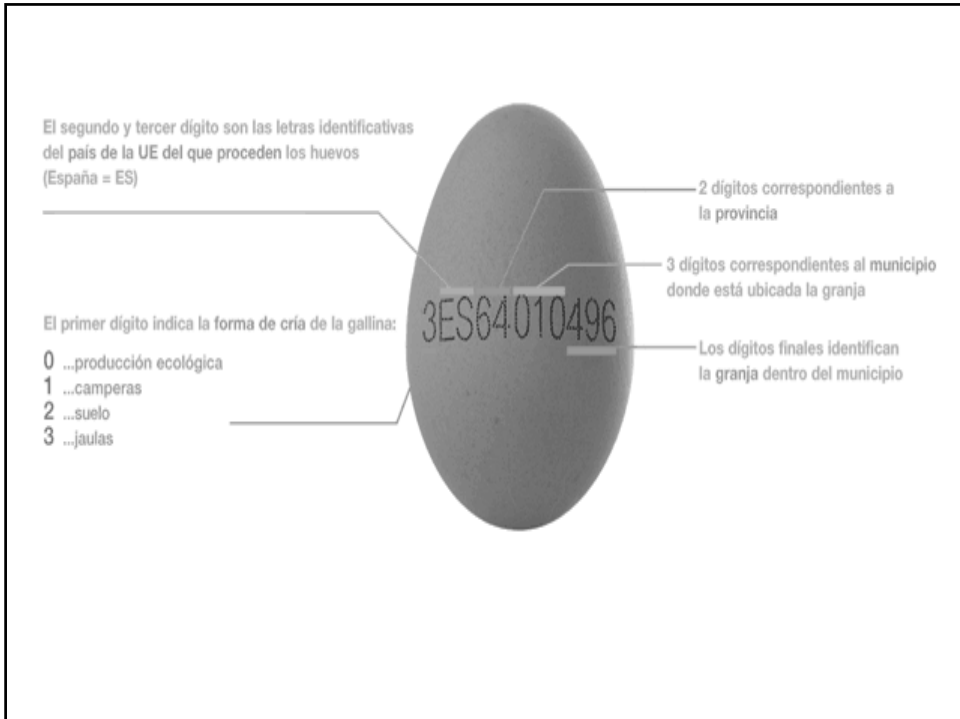 El segundo y tercer dígito son las letras identificativas
del país de la UE del que proceden los huevos
(España = ES)
2 dígitos correspondientes a
la provincia
3 dígitos correspondientes al municipio
donde está ubicada la granja
3ES64010496
El primer dígito indica la forma de cría de la gallina:
0 ...producción ecológica
1 ...camperas
2 ...suelo
3 ...jaulas
Los dígitos finales identifican
la granja dentro del municipio